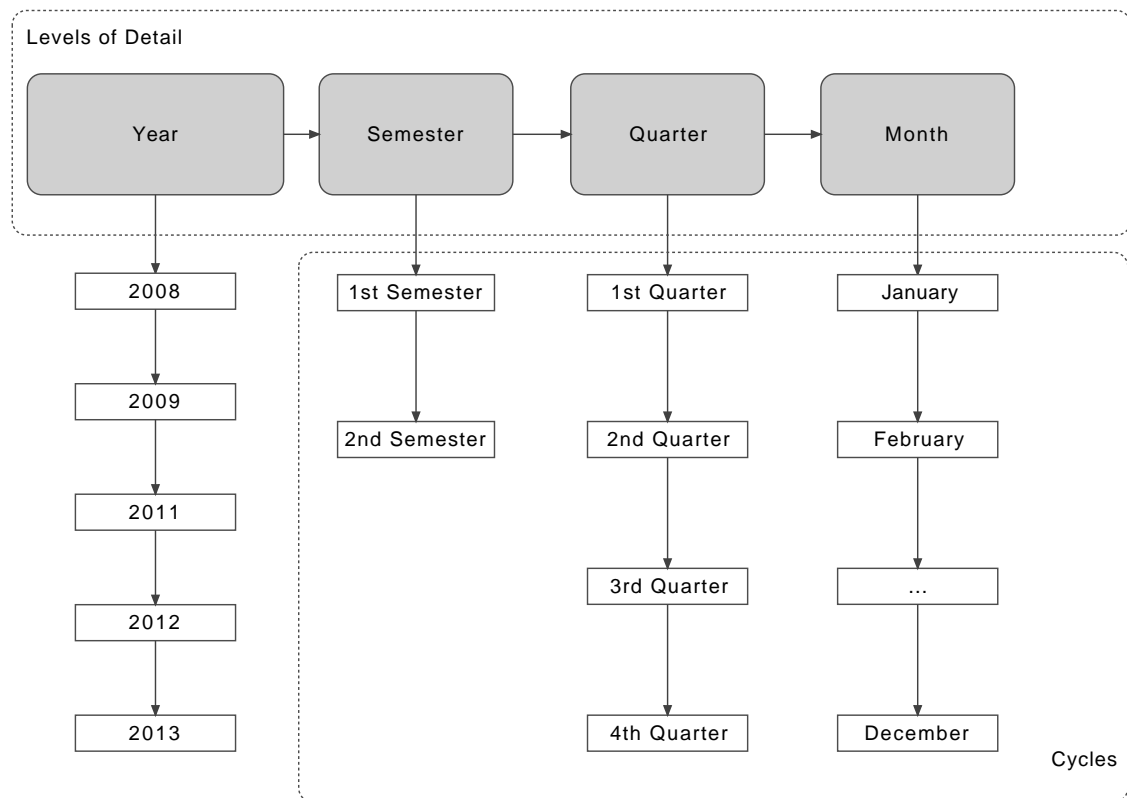 Levels of Detail
Year
Semester
Quarter
Month
2008
1st Semester
1st Quarter
January
2009
2nd Semester
2nd Quarter
February
2011
3rd Quarter
...
2012
2013
4th Quarter
December
Cycles